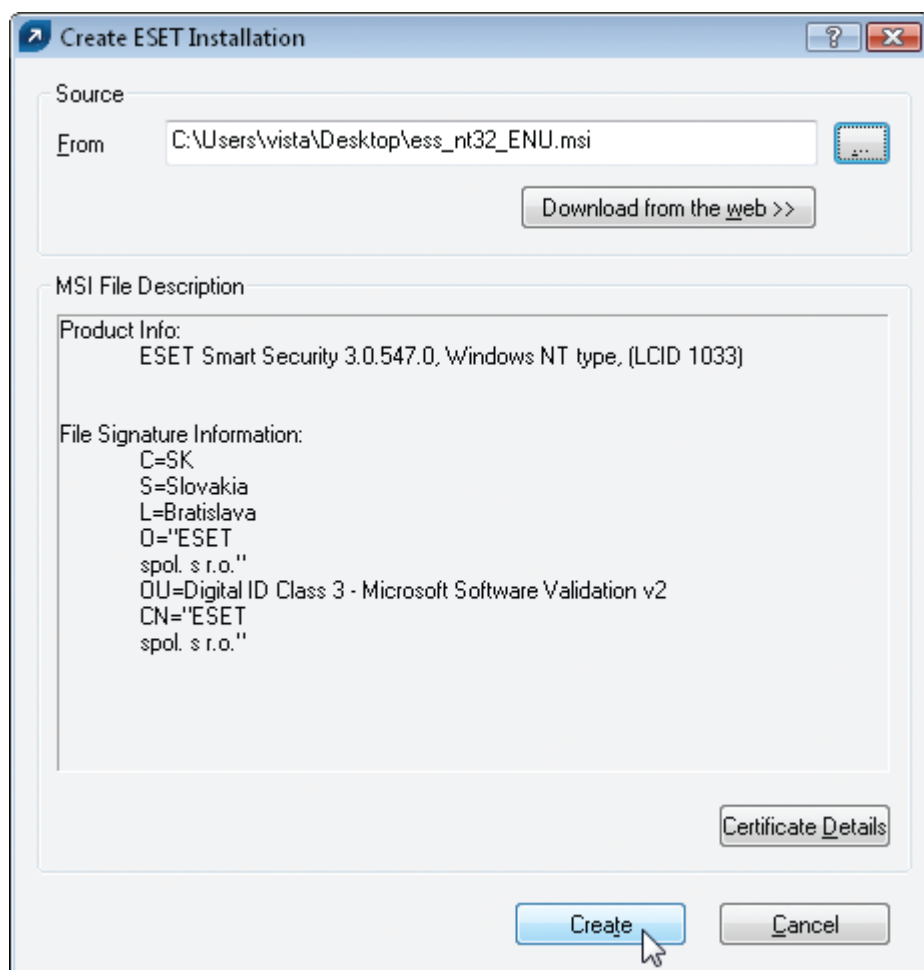 Create ESET Installation
Source
From
C:\Users\vista\Desktop\ess_nt32_ENU.msi
...
Download from the web >>
MSI File Description
Product Info:
ESET Smart Security 3.0.547.0, Windows NT type, (LCID 1033)
File Signature Information:
C=SK
S=Slovakia
L=Bratislava
O="ESET
spol. s r.o."
OU=Digital ID Class 3 - Microsoft Software Validation v2
CN="ESET
spol. s r.o."
Certificate Details
Create
Cancel